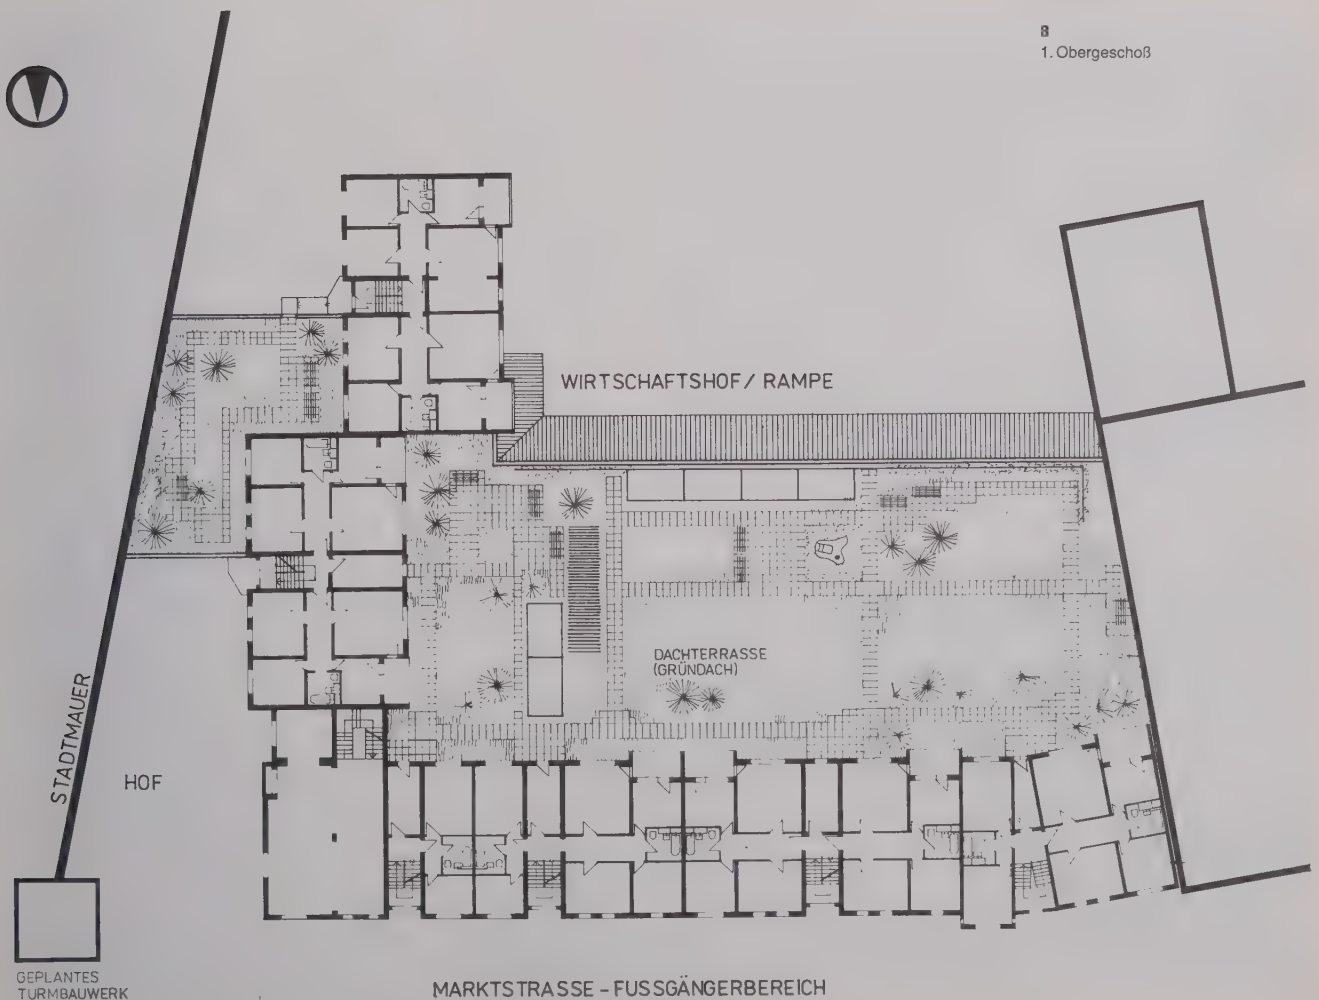 8
1. Obergeschoß
WIRTSCHAFTSHOF / RAMPE
DACHTERRASSE
(GRÜNDACH)
STADTMAUER
HOF
GEPLANTES
TURMBAUWERK
MARKTSTRASSE - FUSSGÄNGERBEREICH